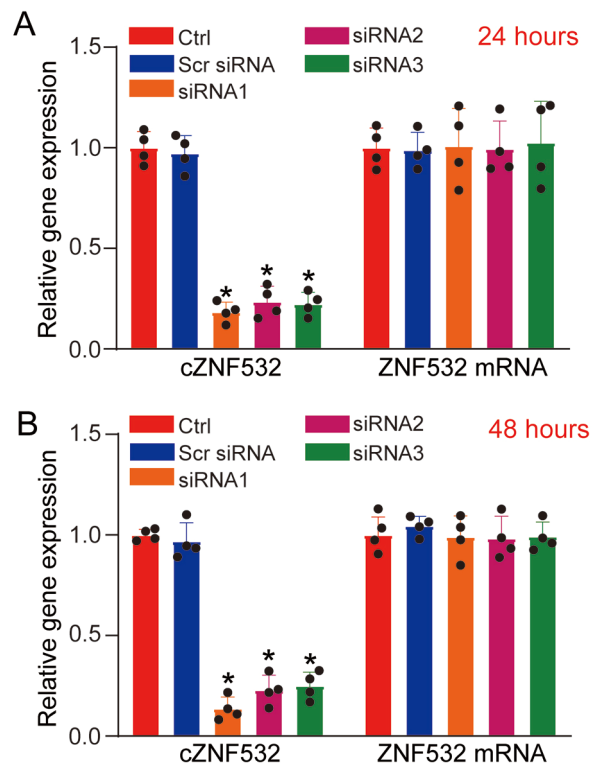 A
24 hours
Ctrl
Scr siRNA
siRNA1
siRNA2
siRNA3
Relative gene expression
1.5
1.0
0.5
0.0
* * *
cZNF532 ZNF532 mRNA
B
48 hours
Ctrl
Scr siRNA
siRNA1
siRNA2
siRNA3
Relative gene expression
1.5
1.0
0.5
0.0
* * *
cZNF532 ZNF532 mRNA